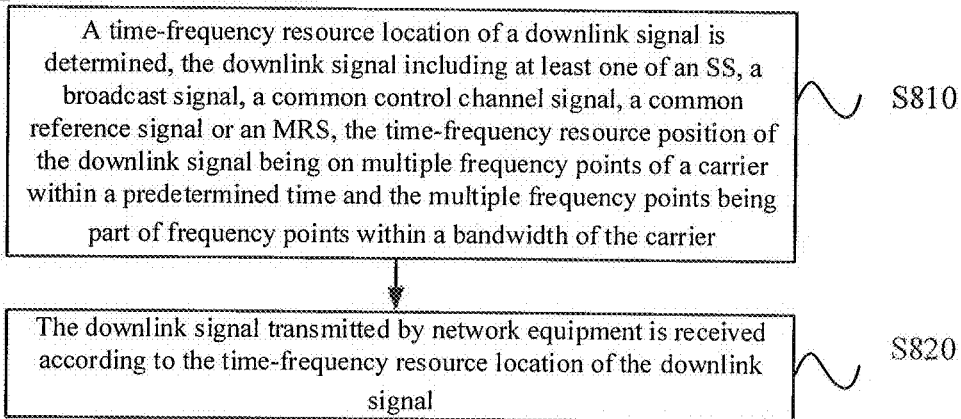 A time-frequency resource location of a downlink signal is
determined, the downlink signal including at least one of an SS, a
broadcast signal, a common control channel signal, a common
reference signal or an MRS, the time-frequency resource position of
the downlink signal being on multiple frequency points of a carrier
within a predetermined time and the multiple frequency points being
part of frequency points within a bandwidth of the carrier
S810
The downlink signal transmitted by network equipment is received
according to the time-frequency resource location of the downlink
signal
S820